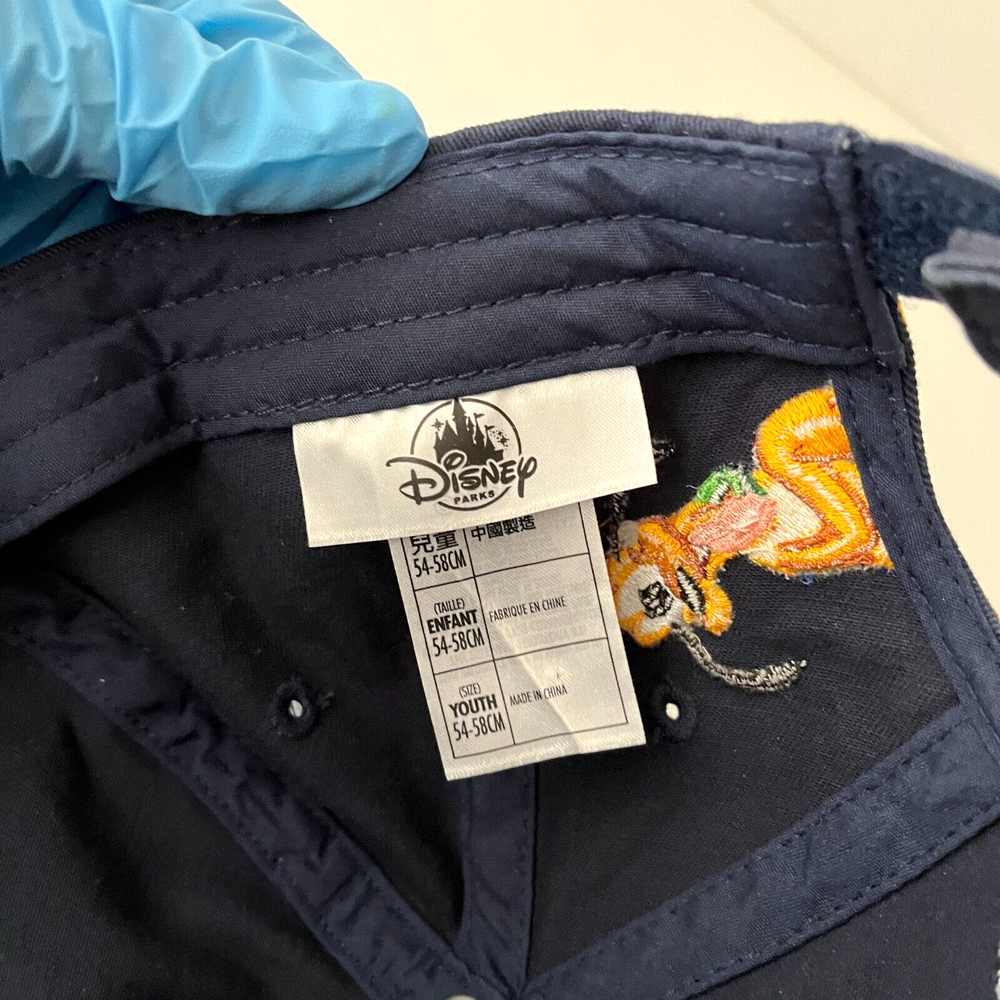 Disney
PARKS
兒童
54-58CM
中國製造
(TAILLE)
ENFANT
54-58CM
FABRIQUE EN CHINE
(SIZE)
YOUTH
54-58CM
MADE IN CHINA